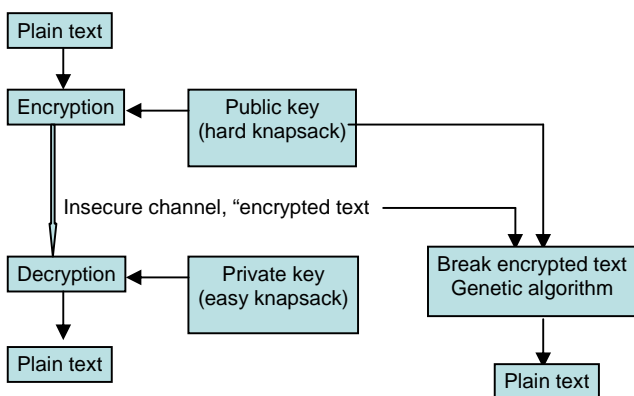 Plain text
Encryption
Public key
(hard knapsack)
Insecure channel, “encrypted text
Decryption
Private key
(easy knapsack)
Break encrypted text
Genetic algorithm
Plain text
Plain text